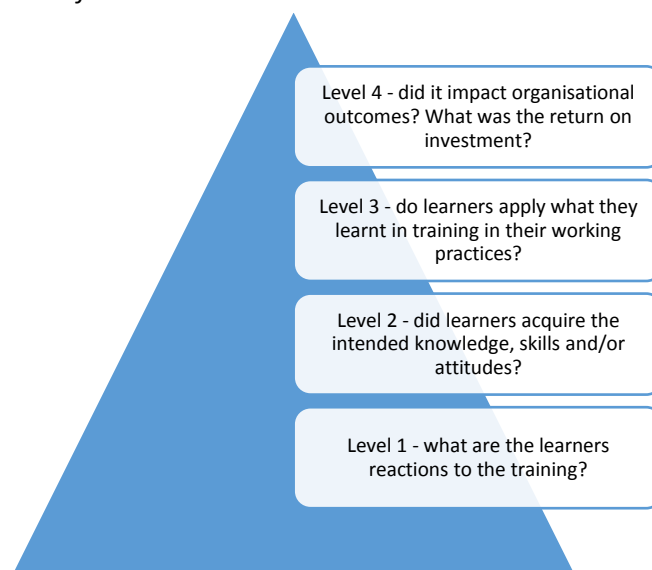 Level 4 - did it impact organisational
outcomes? What was the return on
investment?
Level 3 - do learners apply what they
learnt in training in their working
practices?
Level 2 - did learners acquire the
intended knowledge, skills and/or
attitudes?
Level 1 - what are the learners
reactions to the training?